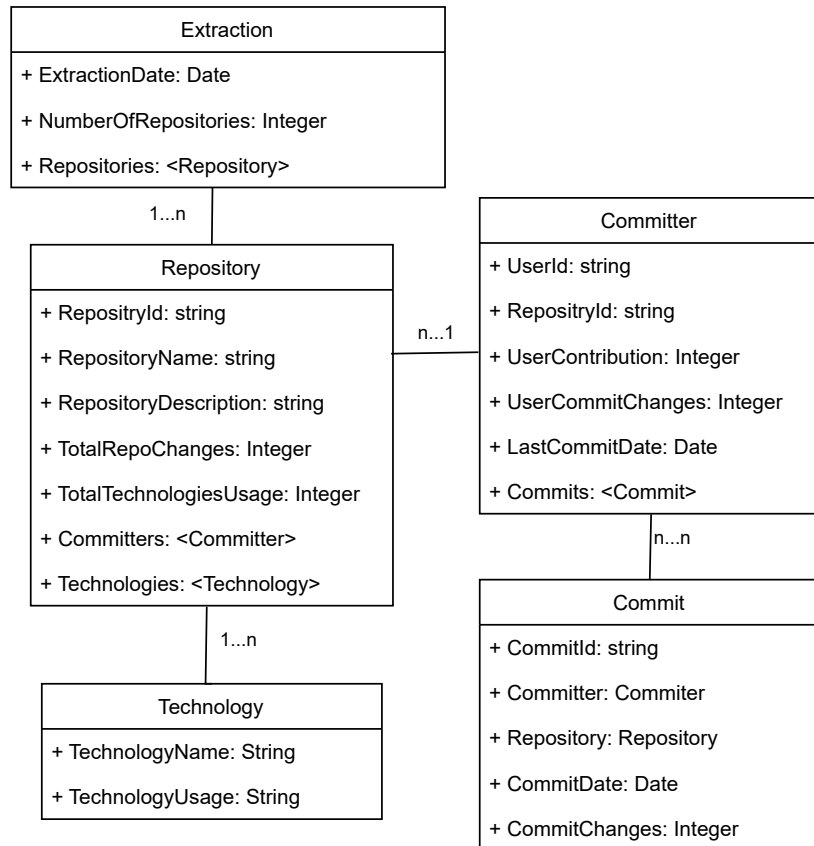 Extraction
+ ExtractionDate: Date
+ NumberOfRepositories: Integer
+ Repositories: <Repository>
1...n
Repository
+ RepositryId: string
+ RepositoryName: string
+ RepositoryDescription: string
+ TotalRepoChanges: Integer
+ TotalTechnologiesUsage: Integer
+ Committers: <Committer>
+ Technologies: <Technology>
1...n
Technology
+ TechnologyName: String
+ TechnologyUsage: String
n...1
Committer
+ UserId: string
+ RepositryId: string
+ UserContribution: Integer
+ UserCommitChanges: Integer
+ LastCommitDate: Date
+ Commits: <Commit>
n...n
Commit
+ CommitId: string
+ Committer: Commiter
+ Repository: Repository
+ CommitDate: Date
+ CommitChanges: Integer